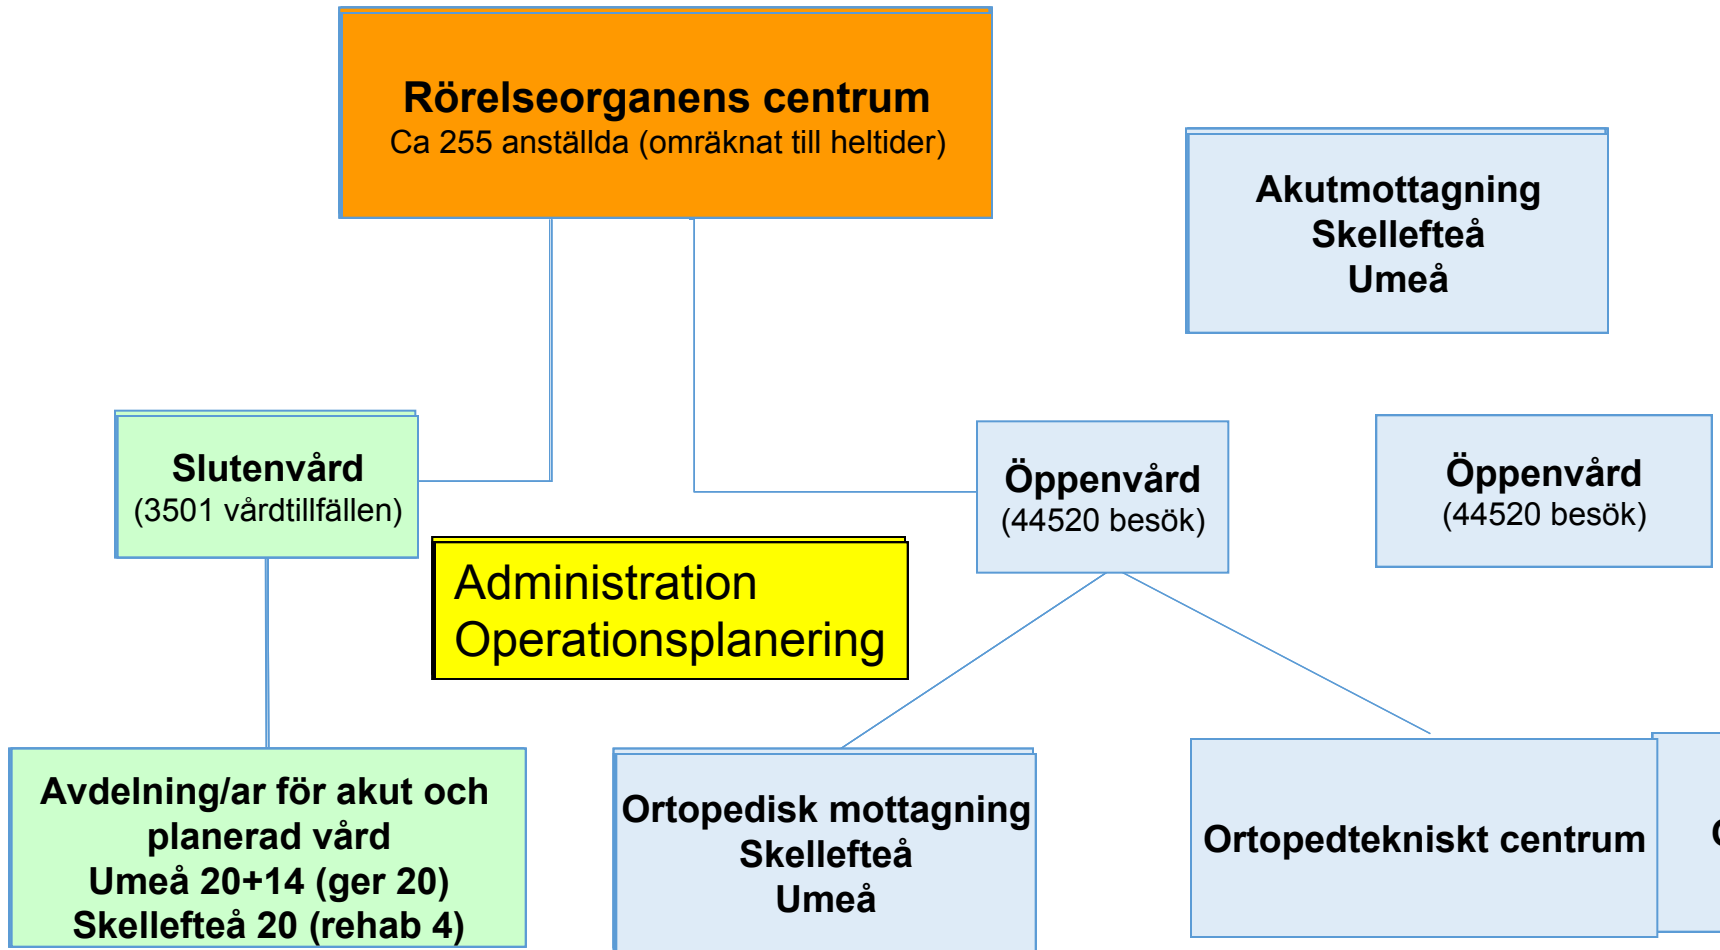 Rörelseorganens centrum
Ca 255 anställda (omräknat till heltider)
Akutmottagning
Skellefteå
Umeå
Slutenvård
(3501 vårdtillfällen)
Öppenvård
(44520 besök)
Öppenvård
(44520 besök)
Administration
Operationsplanering
Avdelning/ar för akut och
planerad vård
Umeå 20+14 (ger 20)
Skellefteå 20 (rehab 4)
Ortopedisk mottagning
Skellefteå
Umeå
Ortopedtekniskt centrum